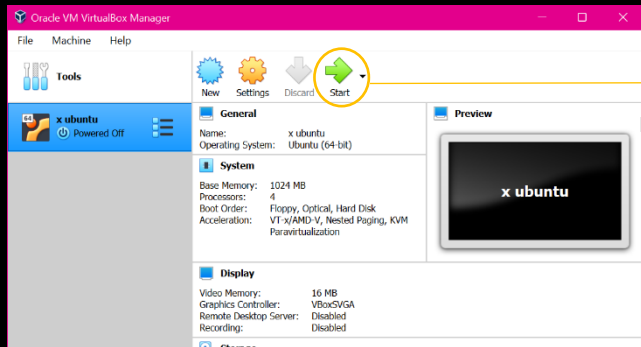 Oracle VM VirtualBox Manager
File Machine Help
Tools
New Settings Discard Start
64 x ubuntu
Powered Off
General
Name: x ubuntu
Operating System: Ubuntu (64-bit)
Preview
x ubuntu
System
Base Memory: 1024 MB
Processors: 4
Boot Order: Floppy, Optical, Hard Disk
Acceleration: VT-x/AMD-V, Nested Paging, KVM
Paravirtualization
Display
Video Memory: 16 MB
Graphics Controller: VBoxSVGA
Remote Desktop Server: Disabled
Recording: Disabled
Storage